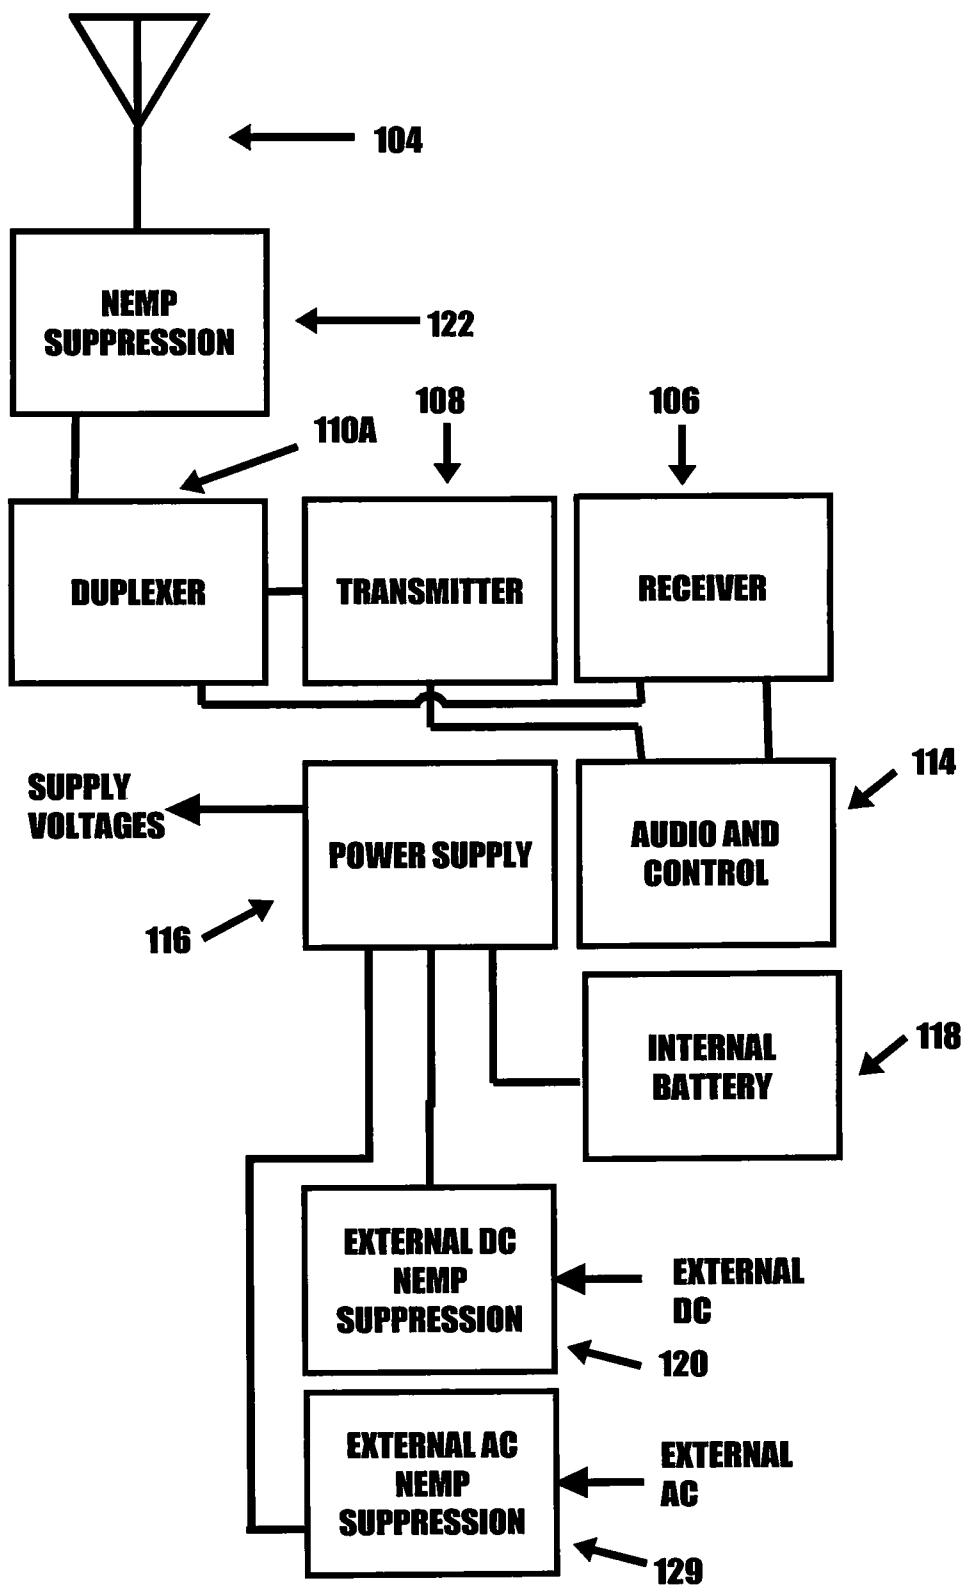 104
NEMP
SUPPRESSION
122
108
106
110A
DUPLEXER
TRANSMITTER
RECEIVER
114
SUPPLY
VOLTAGES
POWER SUPPLY
AUDIO AND
CONTROL
116
118
INTERNAL
BATTERY
EXTERNAL DC
NEMP
SUPPRESSION
EXTERNAL
DC
120
EXTERNAL AC
NEMP
SUPPRESSION
EXTERNAL
AC
129